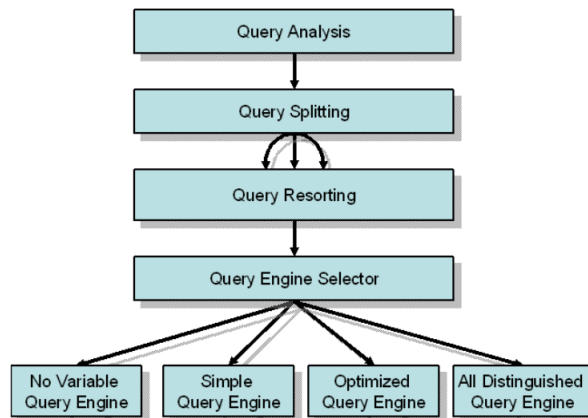 Query Analysis
Query Splitting
Query Resorting
Query Engine Selector
No Variable
Query Engine
Simple
Query Engine
Optimized
Query Engine
All Distinguished
Query Engine